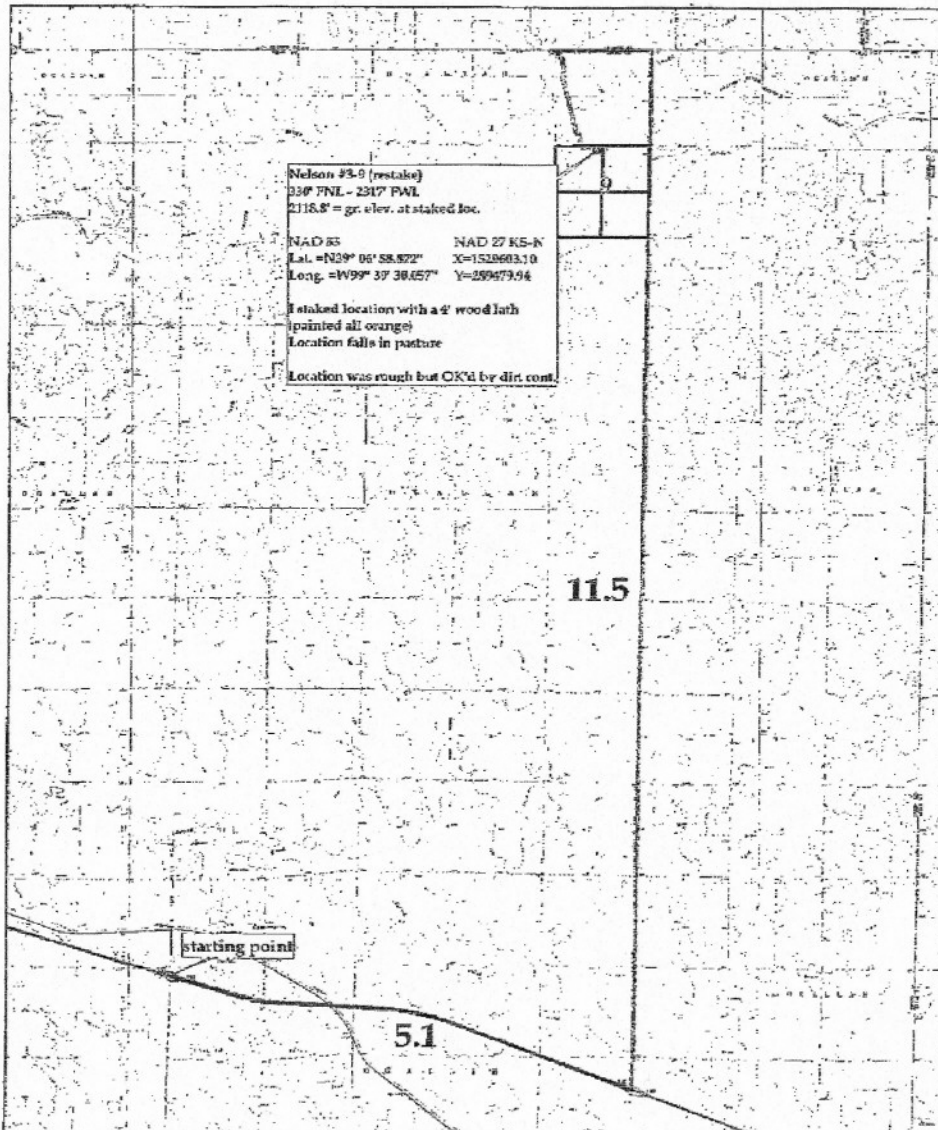 9
Nelson #3-9 (restake)
330' FNL - 2317' FWL
2118.8' = gr. elev. at staked loc.
NAD 83 NAD 27 KS-N
Lat. =N39° 06' 58.872" X=1529603.10
Long. =W99° 39' 38.057" Y=289479.94
I staked location with a 4' wood lath
(painted all orange)
Location falls in pasture
Location was rough but OK'd by dirt cont.
11.5
starting point
5.1